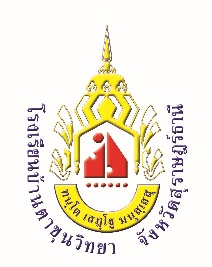 โรงเรียนบ้านตาขุนวิทยา จังหวัดสุราษฎร์ธานี
ทนฺโต เสฏฺโฐ มนุสฺเสสุ